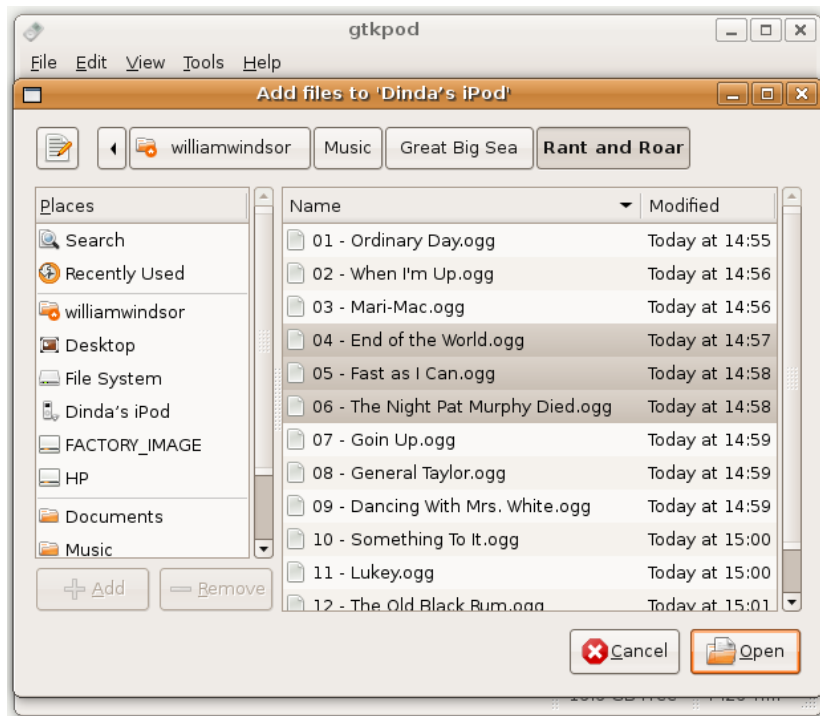 gtkpod
File Edit View Tools Help
Add files to 'Dinda's iPod'
williamwindsor Music Great Big Sea Rant and Roar
Places Name Modified
Search 01 - Ordinary Day.ogg Today at 14:55
Recently Used 02 - When I'm Up.ogg Today at 14:56
williamwindsor 03 - Mari-Mac.ogg Today at 14:56
Desktop 04 - End of the World.ogg Today at 14:57
File System 05 - Fast as I Can.ogg Today at 14:58
Dinda's iPod 06 - The Night Pat Murphy Died.ogg Today at 14:58
FACTORY_IMAGE 07 - Goin Up.ogg Today at 14:59
HP 08 - General Taylor.ogg Today at 14:59
Documents 09 - Dancing With Mrs. White.ogg Today at 14:59
Music 10 - Something To It.ogg Today at 15:00
11 - Lukey.ogg Today at 15:00
Add Remove 12 - The Old Black Rum.ogg Today at 15:01
Cancel Open